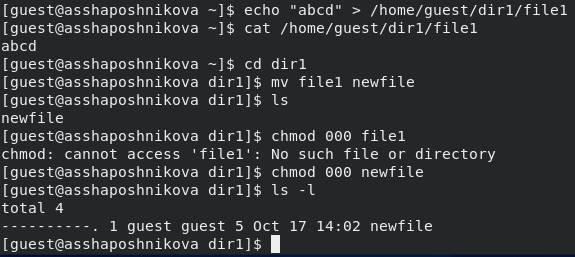 [guest@asshaposhnikova ~]$ echo "abcd" > /home/guest/dir1/file1
[guest@asshaposhnikova ~]$ cat /home/guest/dir1/file1
abcd
[guest@asshaposhnikova ~]$ cd dir1
[guest@asshaposhnikova dir1]$ mv file1 newfile
[guest@asshaposhnikova dir1]$ ls
newfile
[guest@asshaposhnikova dir1]$ chmod 000 file1
chmod: cannot access 'file1': No such file or directory
[guest@asshaposhnikova dir1]$ chmod 000 newfile
[guest@asshaposhnikova dir1]$ ls -l
total 4
----------. 1 guest guest 5 Oct 17 14:02 newfile
[guest@asshaposhnikova dir1]$